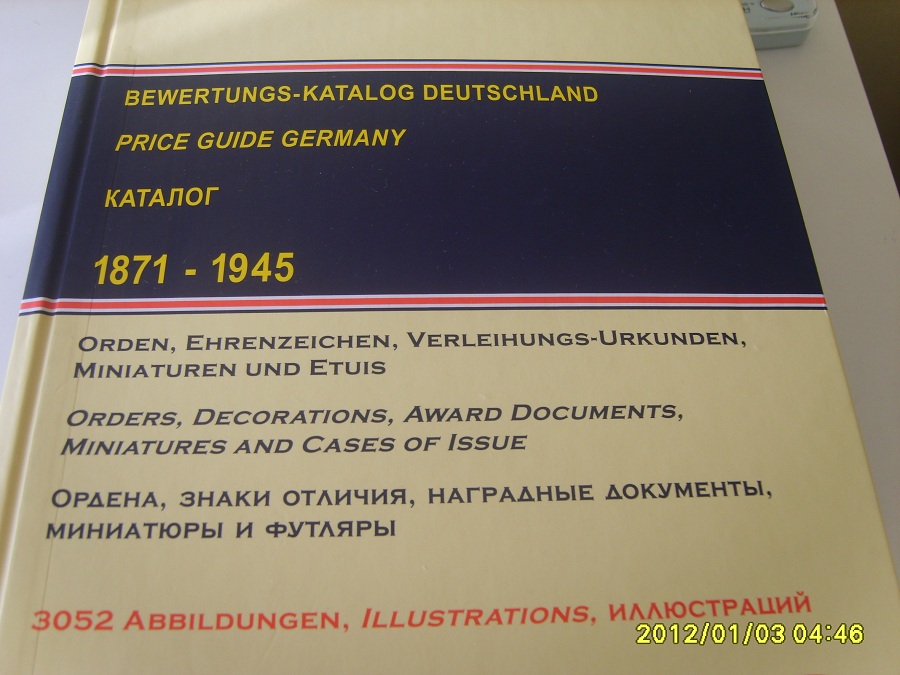 BEWERTUNGS-KATALOG DEUTSCHLAND
PRICE GUIDE GERMANY
КАТАЛОГ
1871 - 1945
ORDEN, EHRENZEICHEN, VERLEIHUNGS-URKUNDEN,
MINIATUREN UND ETUIS
ORDERS, DECORATIONS, AWARD DOCUMENTS,
MINIATURES AND CASES OF ISSUE
ОРДЕНА, ЗНАКИ ОТЛИЧИЯ, НАГРАДНЫЕ ДОКУМЕНТЫ,
МИНИАТЮРЫ И ФУТЛЯРЫ
3052 ABBILDUNGEN, ILLUSTRATIONS, ИЛЛЮСТРАЦИЙ
2012/01/03 04:46